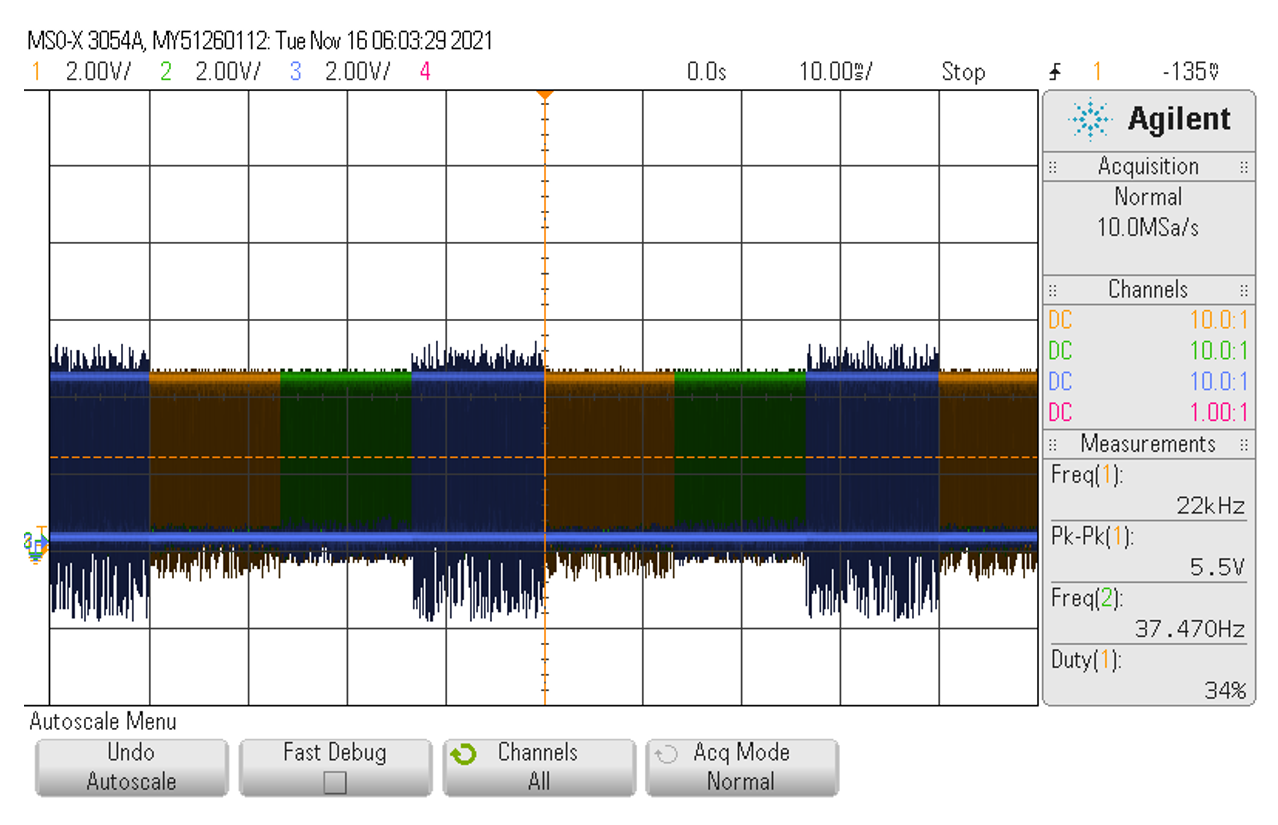 MSO-X 3054A, MY51260112: Tue Nov 16 06:03:29 2021
1 2.00V/ 2 2.00V/ 3 2.00V/ 4 0.0s 10.00ms/ Stop 1 -135mV
Agilent
Acquisition
Normal
10.0MSa/s
Channels
DC 10.0:1
DC 10.0:1
DC 10.0:1
DC 1.00:1
Measurements
Freq(1):
22kHz
Pk-Pk(1):
5.5V
Freq(2):
37.470Hz
Duty(1):
34%
Autoscale Menu
Undo Autoscale
Fast Debug
Channels All
Acq Mode Normal